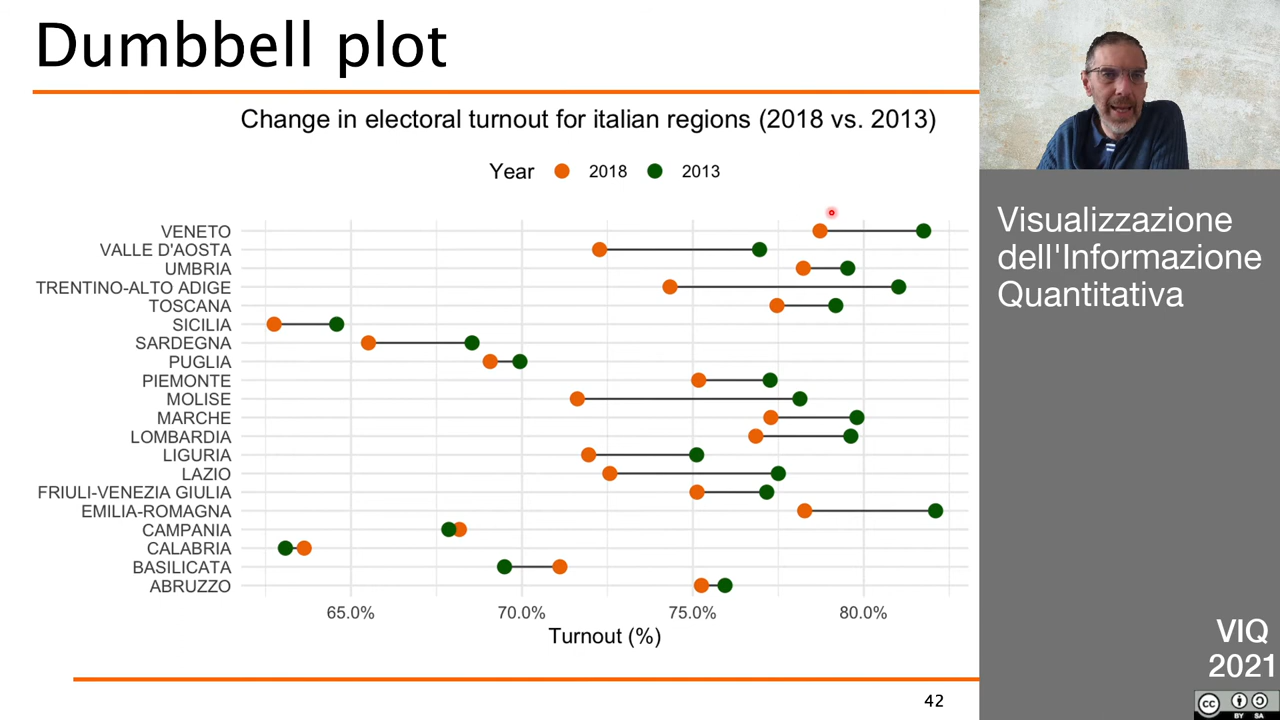 Dumbbell plot
Change in electoral turnout for italian regions (2018 vs. 2013)
Year 2018 2013
VENETO
VALLE D'AOSTA
UMBRIA
TRENTINO-ALTO ADIGE
TOSCANA
SICILIA
SARDEGNA
PUGLIA
PIEMONTE
MOLISE
MARCHE
LOMBARDIA
LIGURIA
LAZIO
FRIULI-VENEZIA GIULIA
EMILIA-ROMAGNA
CAMPANIA
CALABRIA
BASILICATA
ABRUZZO
65.0% 70.0% 75.0% 80.0%
Turnout (%)
42
Visualizzazione
dell'Informazione
Quantitativa
VIQ
2021
cc
BY SA